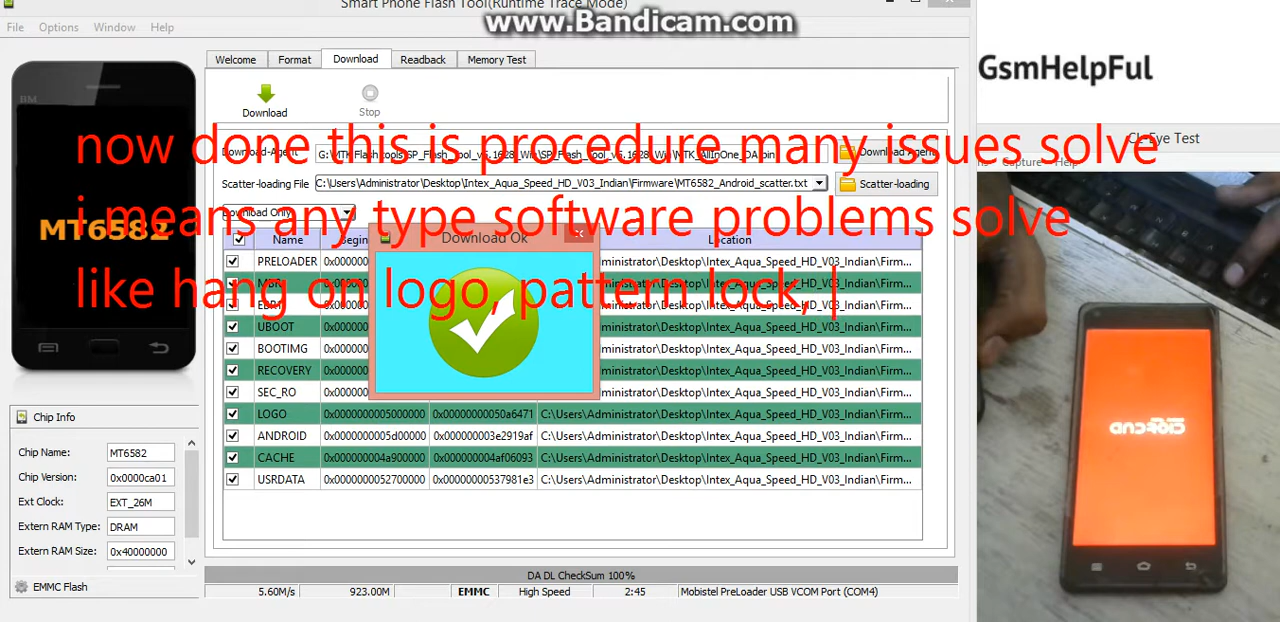 Smart Phone Flash Tool(Runtime Trace Mode)
www.Bandicam.com
File Options Window Help
Welcome Format Download Readback Memory Test
GsmHelpFul
Download Stop
now done this is procedure many issues solve
CL-Eye Test
Capture Help
Scatter-loading File C:\Users\Administrator\Desktop\Intex_Aqua_Speed_HD_V03_Indian\Firmware\MT6582_Android_scatter.txt Scatter-loading
i means any type software problems solve
Download Only
MT6582
Download Ok
Name Location
PRELOADER
like hang on logo, pattern lock,
UBOOT
BOOTIMG
RECOVERY
SEC_RO
LOGO 0x0000000005000000 0x00000000050a6471 C:\Users\Administrator\Desktop\Intex_Aqua_Speed_HD_V03_Indian\Firm...
ANDROID 0x0000000005d00000 0x000000003e2919af C:\Users\Administrator\Desktop\Intex_Aqua_Speed_HD_V03_Indian\Firm...
CACHE 0x000000004a900000 0x000000004af06093 C:\Users\Administrator\Desktop\Intex_Aqua_Speed_HD_V03_Indian\Firm...
USRDATA 0x0000000052700000 0x00000000537981e3 C:\Users\Administrator\Desktop\Intex_Aqua_Speed_HD_V03_Indian\Firm...
Chip Info
Chip Name: MT6582
Chip Version: 0x0000ca01
Ext Clock: EXT_26M
Extern RAM Type: DRAM
Extern RAM Size: 0x40000000
EMMC Flash
DA DL CheckSum 100%
5.60M/s 923.00M EMMC High Speed 2:45 Mobistel PreLoader USB VCOM Port (COM4)
android